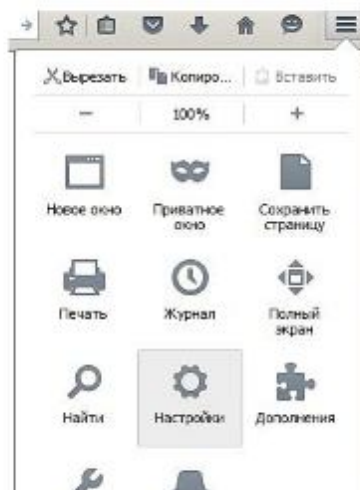 Вырезать Копиро... Вставить
− 100% +
Новое окно Приватное окно Сохранить страницу
Печать Журнал Полный экран
Найти Настройки Дополнения